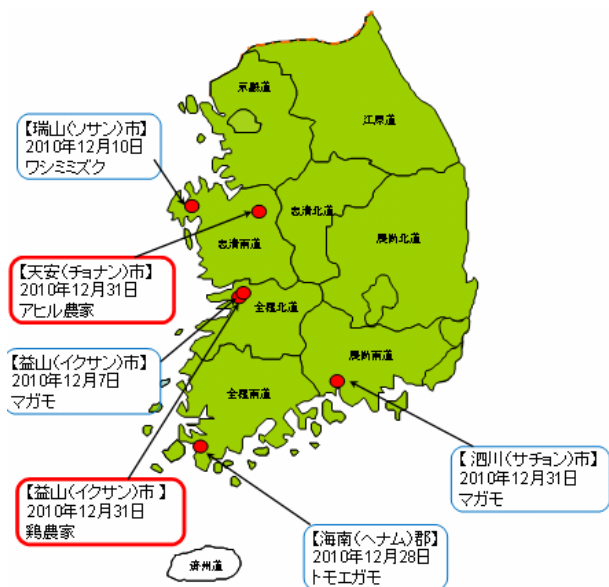 京畿道
江原道
【瑞山(ソサン)市】
2010年12月10日
ワシミミズク
忠清北道
忠清南道
慶尚北道
【天安(チョナン)市】
2010年12月31日
アヒル農家
全羅北道
【益山(イクサン)市】
2010年12月7日
マガモ
慶尚南道
全羅南道
【泗川(サチョン)市】
2010年12月31日
マガモ
【益山(イクサン)市】
2010年12月31日
鶏農家
【海南(ヘナム)郡】
2010年12月28日
トモエガモ
済州道